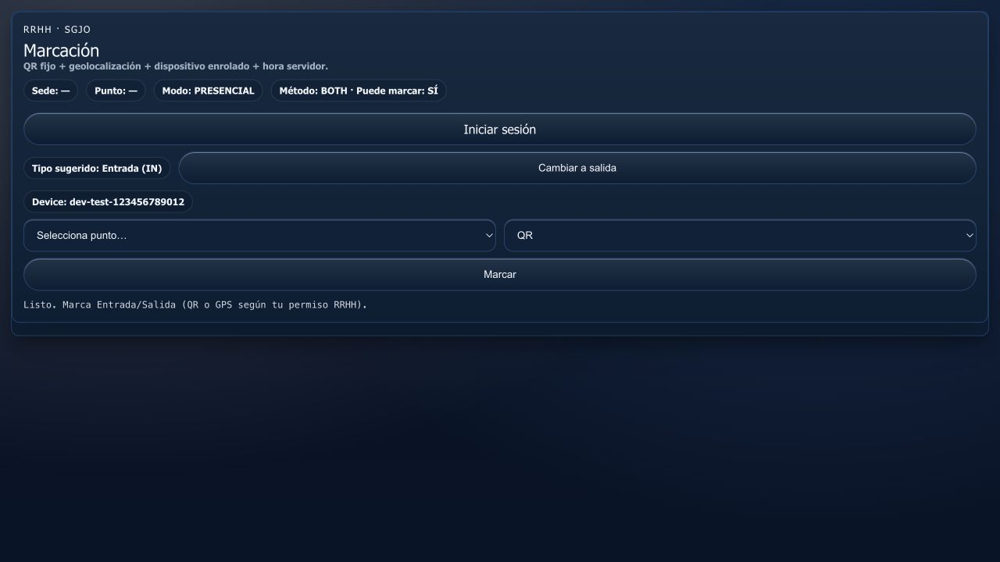 RRHH · SGJO
Marcación
QR fijo + geolocalización + dispositivo enrolado + hora servidor.
Sede: — Punto: — Modo: PRESENCIAL Método: BOTH · Puede marcar: SÍ
Iniciar sesión
Tipo sugerido: Entrada (IN) Cambiar a salida
Device: dev-test-123456789012
Selecciona punto… QR
Marcar
Listo. Marca Entrada/Salida (QR o GPS según tu permiso RRHH).